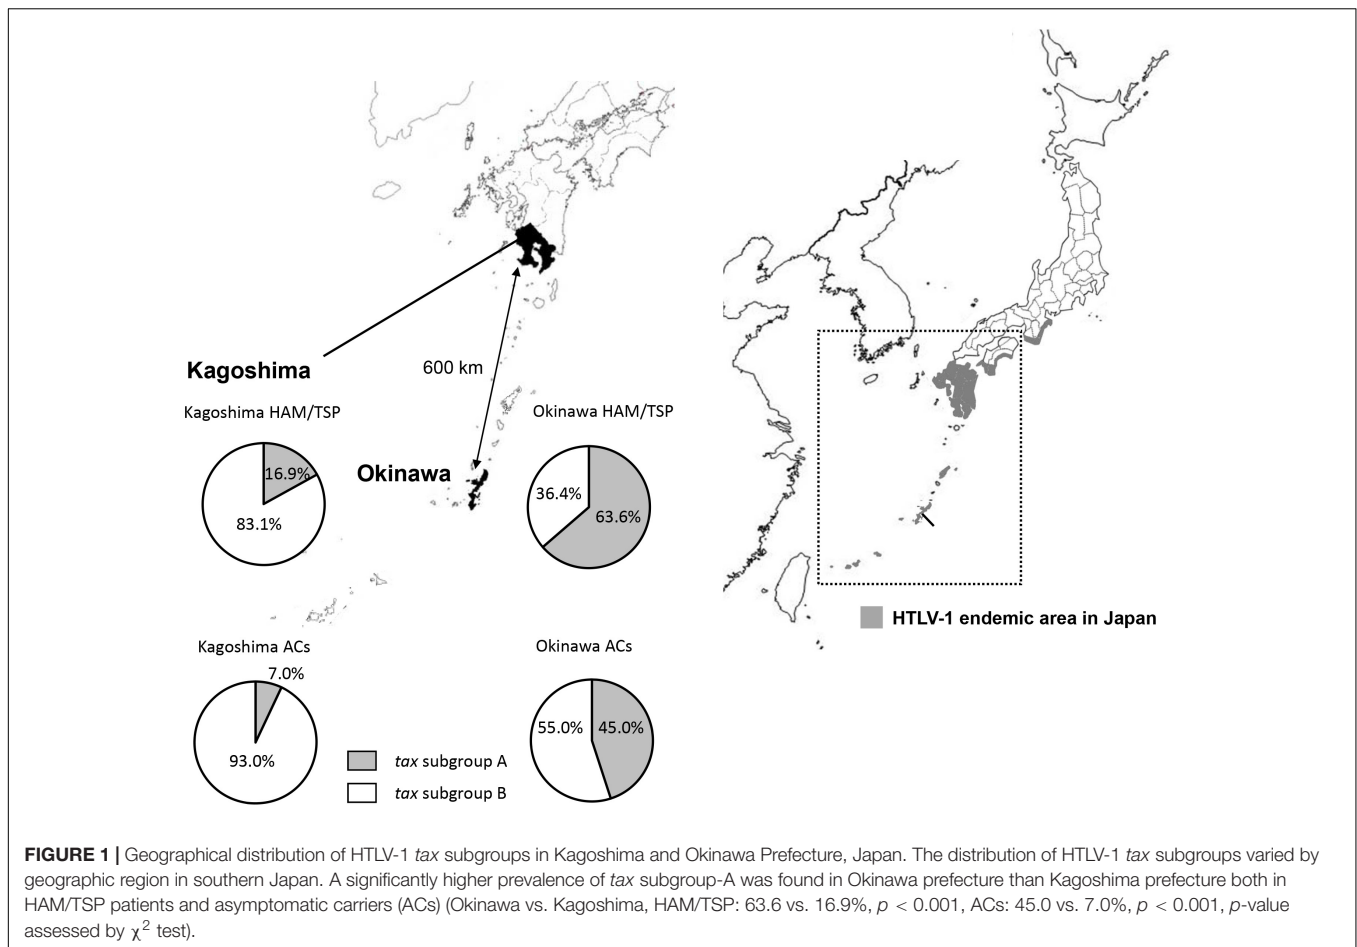 Kagoshima
600 km
Kagoshima HAM/TSP
Okinawa HAM/TSP
16.9%
83.1%
Okinawa
36.4%
63.6%
HTLV-1 endemic area in Japan
Kagoshima ACs
Okinawa ACs
7.0%
93.0%
55.0%
45.0%
tax subgroup A
tax subgroup B
FIGURE 1 | Geographical distribution of HTLV-1 tax subgroups in Kagoshima and Okinawa Prefecture, Japan. The distribution of HTLV-1 tax subgroups varied by
geographic region in southern Japan. A significantly higher prevalence of tax subgroup-A was found in Okinawa prefecture than Kagoshima prefecture both in
HAM/TSP patients and asymptomatic carriers (ACs) (Okinawa vs. Kagoshima, HAM/TSP: 63.6 vs. 16.9%, p < 0.001, ACs: 45.0 vs. 7.0%, p < 0.001, p-value
assessed by χ2 test).